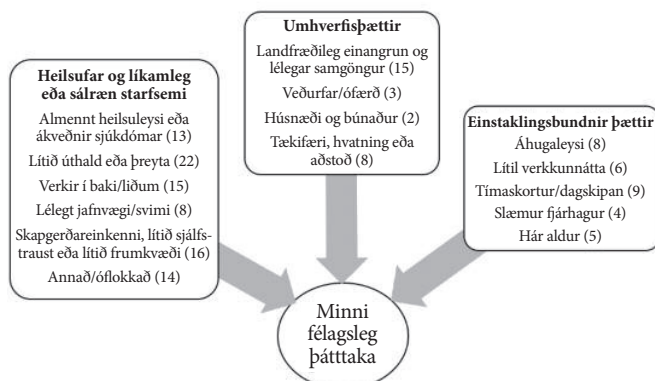 Heilsufar og líkamleg
eða sálræn starfsemi
Almennt heilsuleysi eða
ákveðnir sjúkdómar (13)
Lítið úthald eða þreyta (22)
Verkir í baki/liðum (15)
Lélegt jafnvægi/svimi (8)
Skapgerðareinkenni, lítið sjálfs-
traust eða lítið frumkvæði (16)
Annað/óflokkað (14)
Umhverfisþættir
Landfræðileg einangrun og
lélegar samgöngur (15)
Veðurfar/ófærð (3)
Húsnæði og búnaður (2)
Tækifæri, hvatning eða
aðstoð (8)
Einstaklingsbundnir þættir
Áhugaleysi (8)
Lítil verkkunnátta (6)
Tímaskortur/dagskipan (9)
Slæmur fjárhagur (4)
Hár aldur (5)
Minni
félagsleg
þátttaka